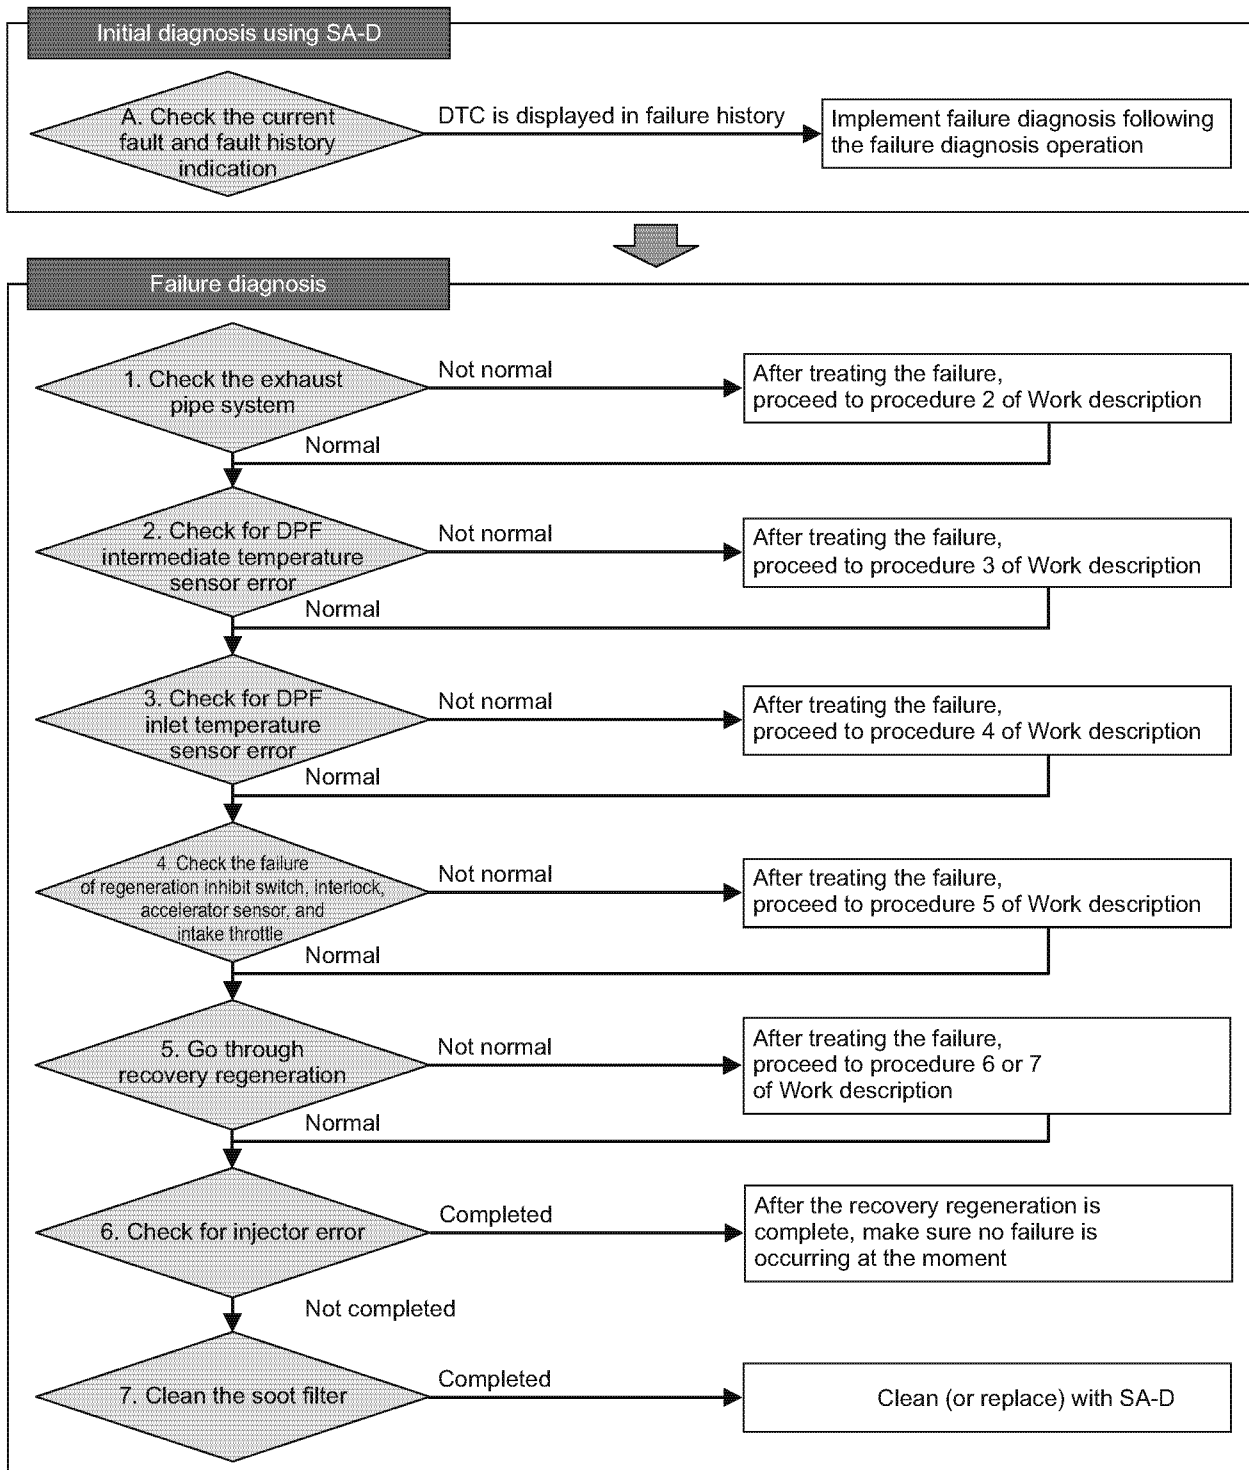 Initial diagnosis using SA-D
A. Check the current
fault and fault history
indication
DTC is displayed in failure history
Implement failure diagnosis following
the failure diagnosis operation
Failure diagnosis
1. Check the exhaust
pipe system
Not normal
After treating the failure,
proceed to procedure 2 of Work description
Normal
2. Check for DPF
intermediate temperature
sensor error
Not normal
After treating the failure,
proceed to procedure 3 of Work description
Normal
3. Check for DPF
inlet temperature
sensor error
Not normal
After treating the failure,
proceed to procedure 4 of Work description
Normal
4. Check the failure
of regeneration inhibit switch, interlock,
accelerator sensor, and
intake throttle
Not normal
After treating the failure,
proceed to procedure 5 of Work description
Normal
5. Go through
recovery regeneration
Not normal
After treating the failure,
proceed to procedure 6 or 7
of Work description
Normal
6. Check for injector error
Completed
After the recovery regeneration is
complete, make sure no failure is
occurring at the moment
Not completed
7. Clean the soot filter
Completed
Clean (or replace) with SA-D